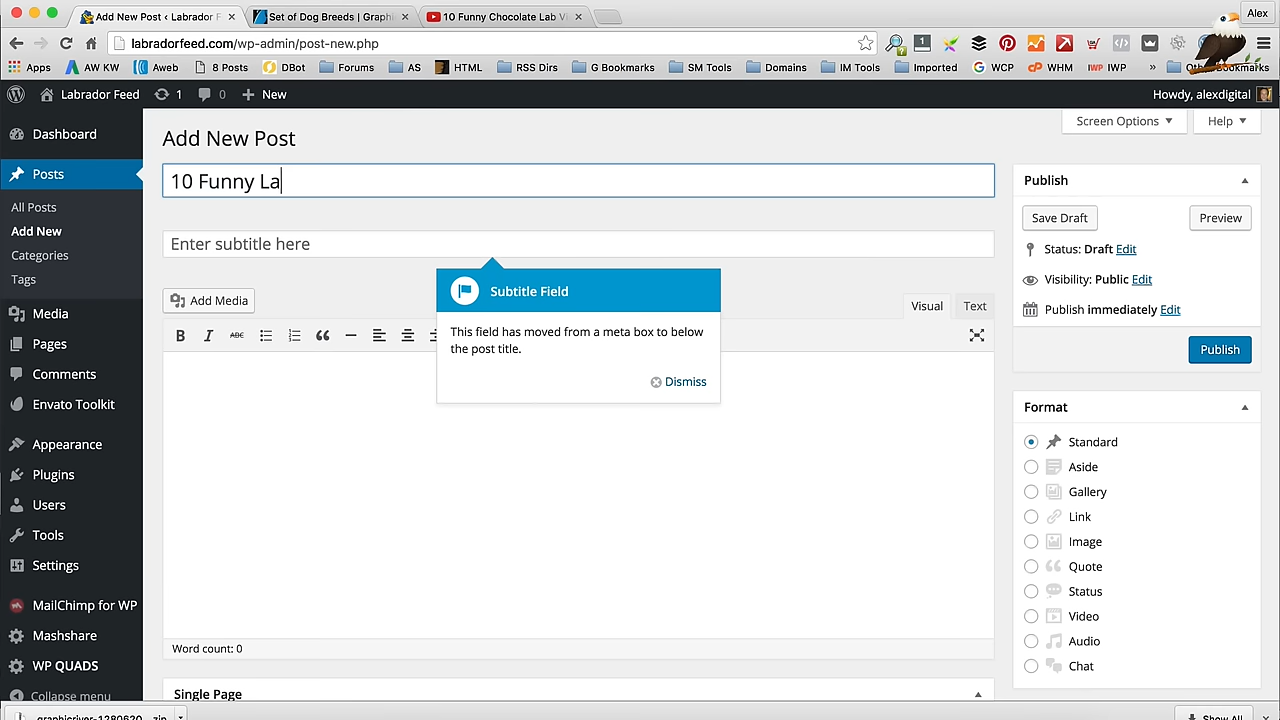 Add New Post ‹ Labrador F
Set of Dog Breeds | Graphi
10 Funny Chocolate Lab Vi
Alex
labradorfeed.com/wp-admin/post-new.php
Apps
AW KW
Aweb
8 Posts
DBot
Forums
AS
HTML
RSS DIR
G Bookmarks
SM Tools
Domains
IM Tools
Imported
WCP
WHM
IWP IWP
»
Bookmarks
Labrador Feed
1
0
New
Howdy, alexdigital
Dashboard
Posts
All Posts
Add New
Categories
Tags
Media
Pages
Comments
Envato Toolkit
Appearance
Plugins
Users
Tools
Settings
MailChimp for WP
Mashshare
WP QUADS
Collapse menu
Screen Options
Help
Add New Post
10 Funny La
Enter subtitle here
Subtitle Field
This field has moved from a meta box to below
the post title.
Dismiss
Add Media
Visual
Text
B I ABC
Word count: 0
Single Page
Publish
Save Draft
Preview
Status: Draft Edit
Visibility: Public Edit
Publish immediately Edit
Publish
Format
Standard
Aside
Gallery
Link
Image
Quote
Status
Video
Audio
Chat
graphicriver-1280620....zip
Show All